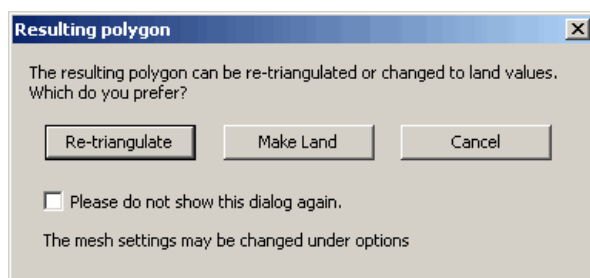 Resulting polygon
The resulting polygon can be re-triangulated or changed to land values.
Which do you prefer?
Re-triangulate Make Land Cancel
Please do not show this dialog again.
The mesh settings may be changed under options